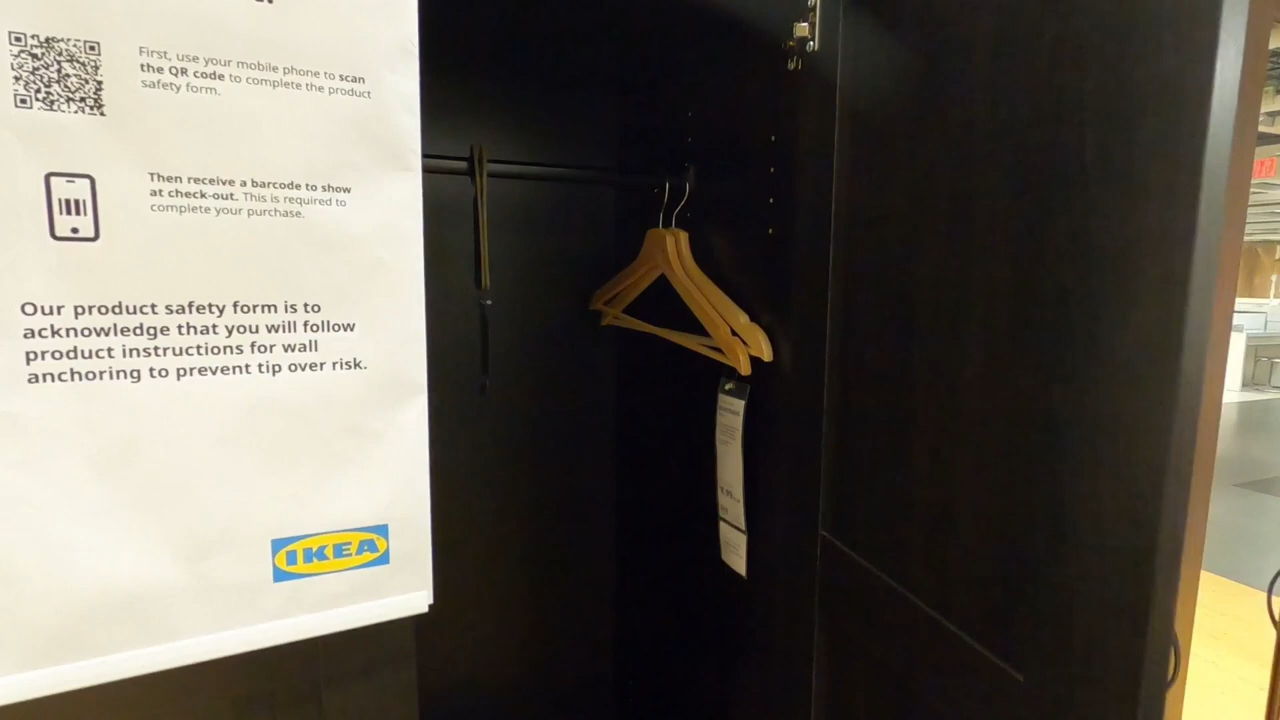 First, use your mobile phone to scan
the QR code to complete the product
safety form.
Then receive a barcode to show
at check-out. This is required to
complete your purchase.
Our product safety form is to
acknowledge that you will follow
product instructions for wall
anchoring to prevent tip over risk.
IKEA